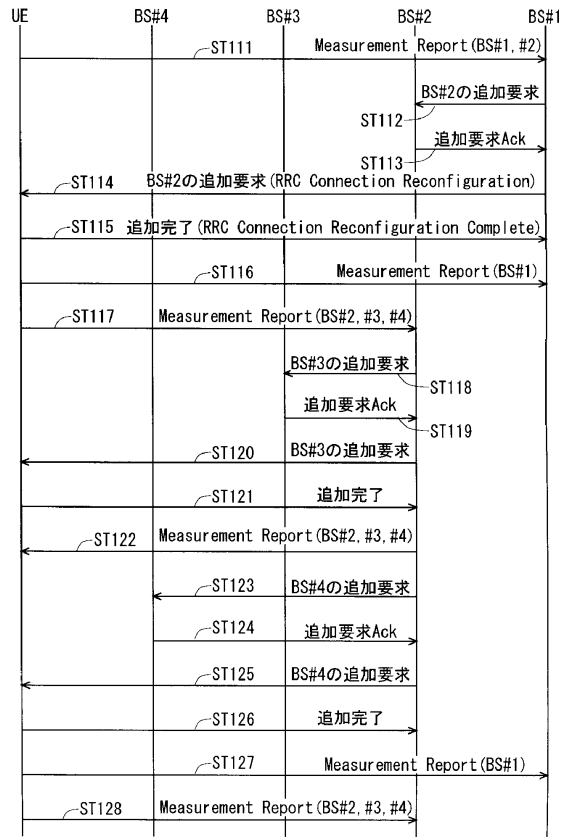 UE BS#4 BS#3 BS#2 BS#1
ST111 Measurement Report(BS#1,#2)
BS#2の追加要求
ST112
追加要求Ack
ST113
ST114 BS#2の追加要求(RRC Connection Reconfiguration)
ST115 追加完了(RRC Connection Reconfiguration Complete)
ST116 Measurement Report(BS#1)
ST117 Measurement Report(BS#2,#3,#4)
BS#3の追加要求
ST118
追加要求Ack
ST119
ST120 BS#3の追加要求
ST121 追加完了
ST122 Measurement Report(BS#2,#3,#4)
ST123 BS#4の追加要求
ST124 追加要求Ack
ST125 BS#4の追加要求
ST126 追加完了
ST127 Measurement Report(BS#1)
ST128 Measurement Report(BS#2,#3,#4)